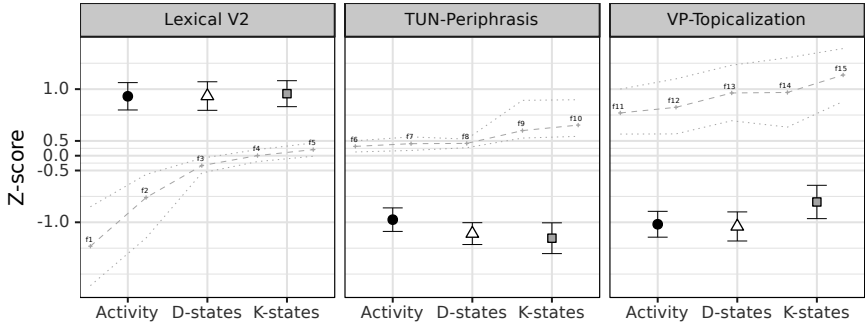 Lexical V2 TUN-Periphrasis VP-Topicalization
Z-score
1.0
0.5
0.0
-0.5
-1.0
f1 f2 f3 f4 f5
f6 f7 f8 f9 f10
f11 f12 f13 f14 f15
Activity D-states K-states Activity D-states K-states Activity D-states K-states